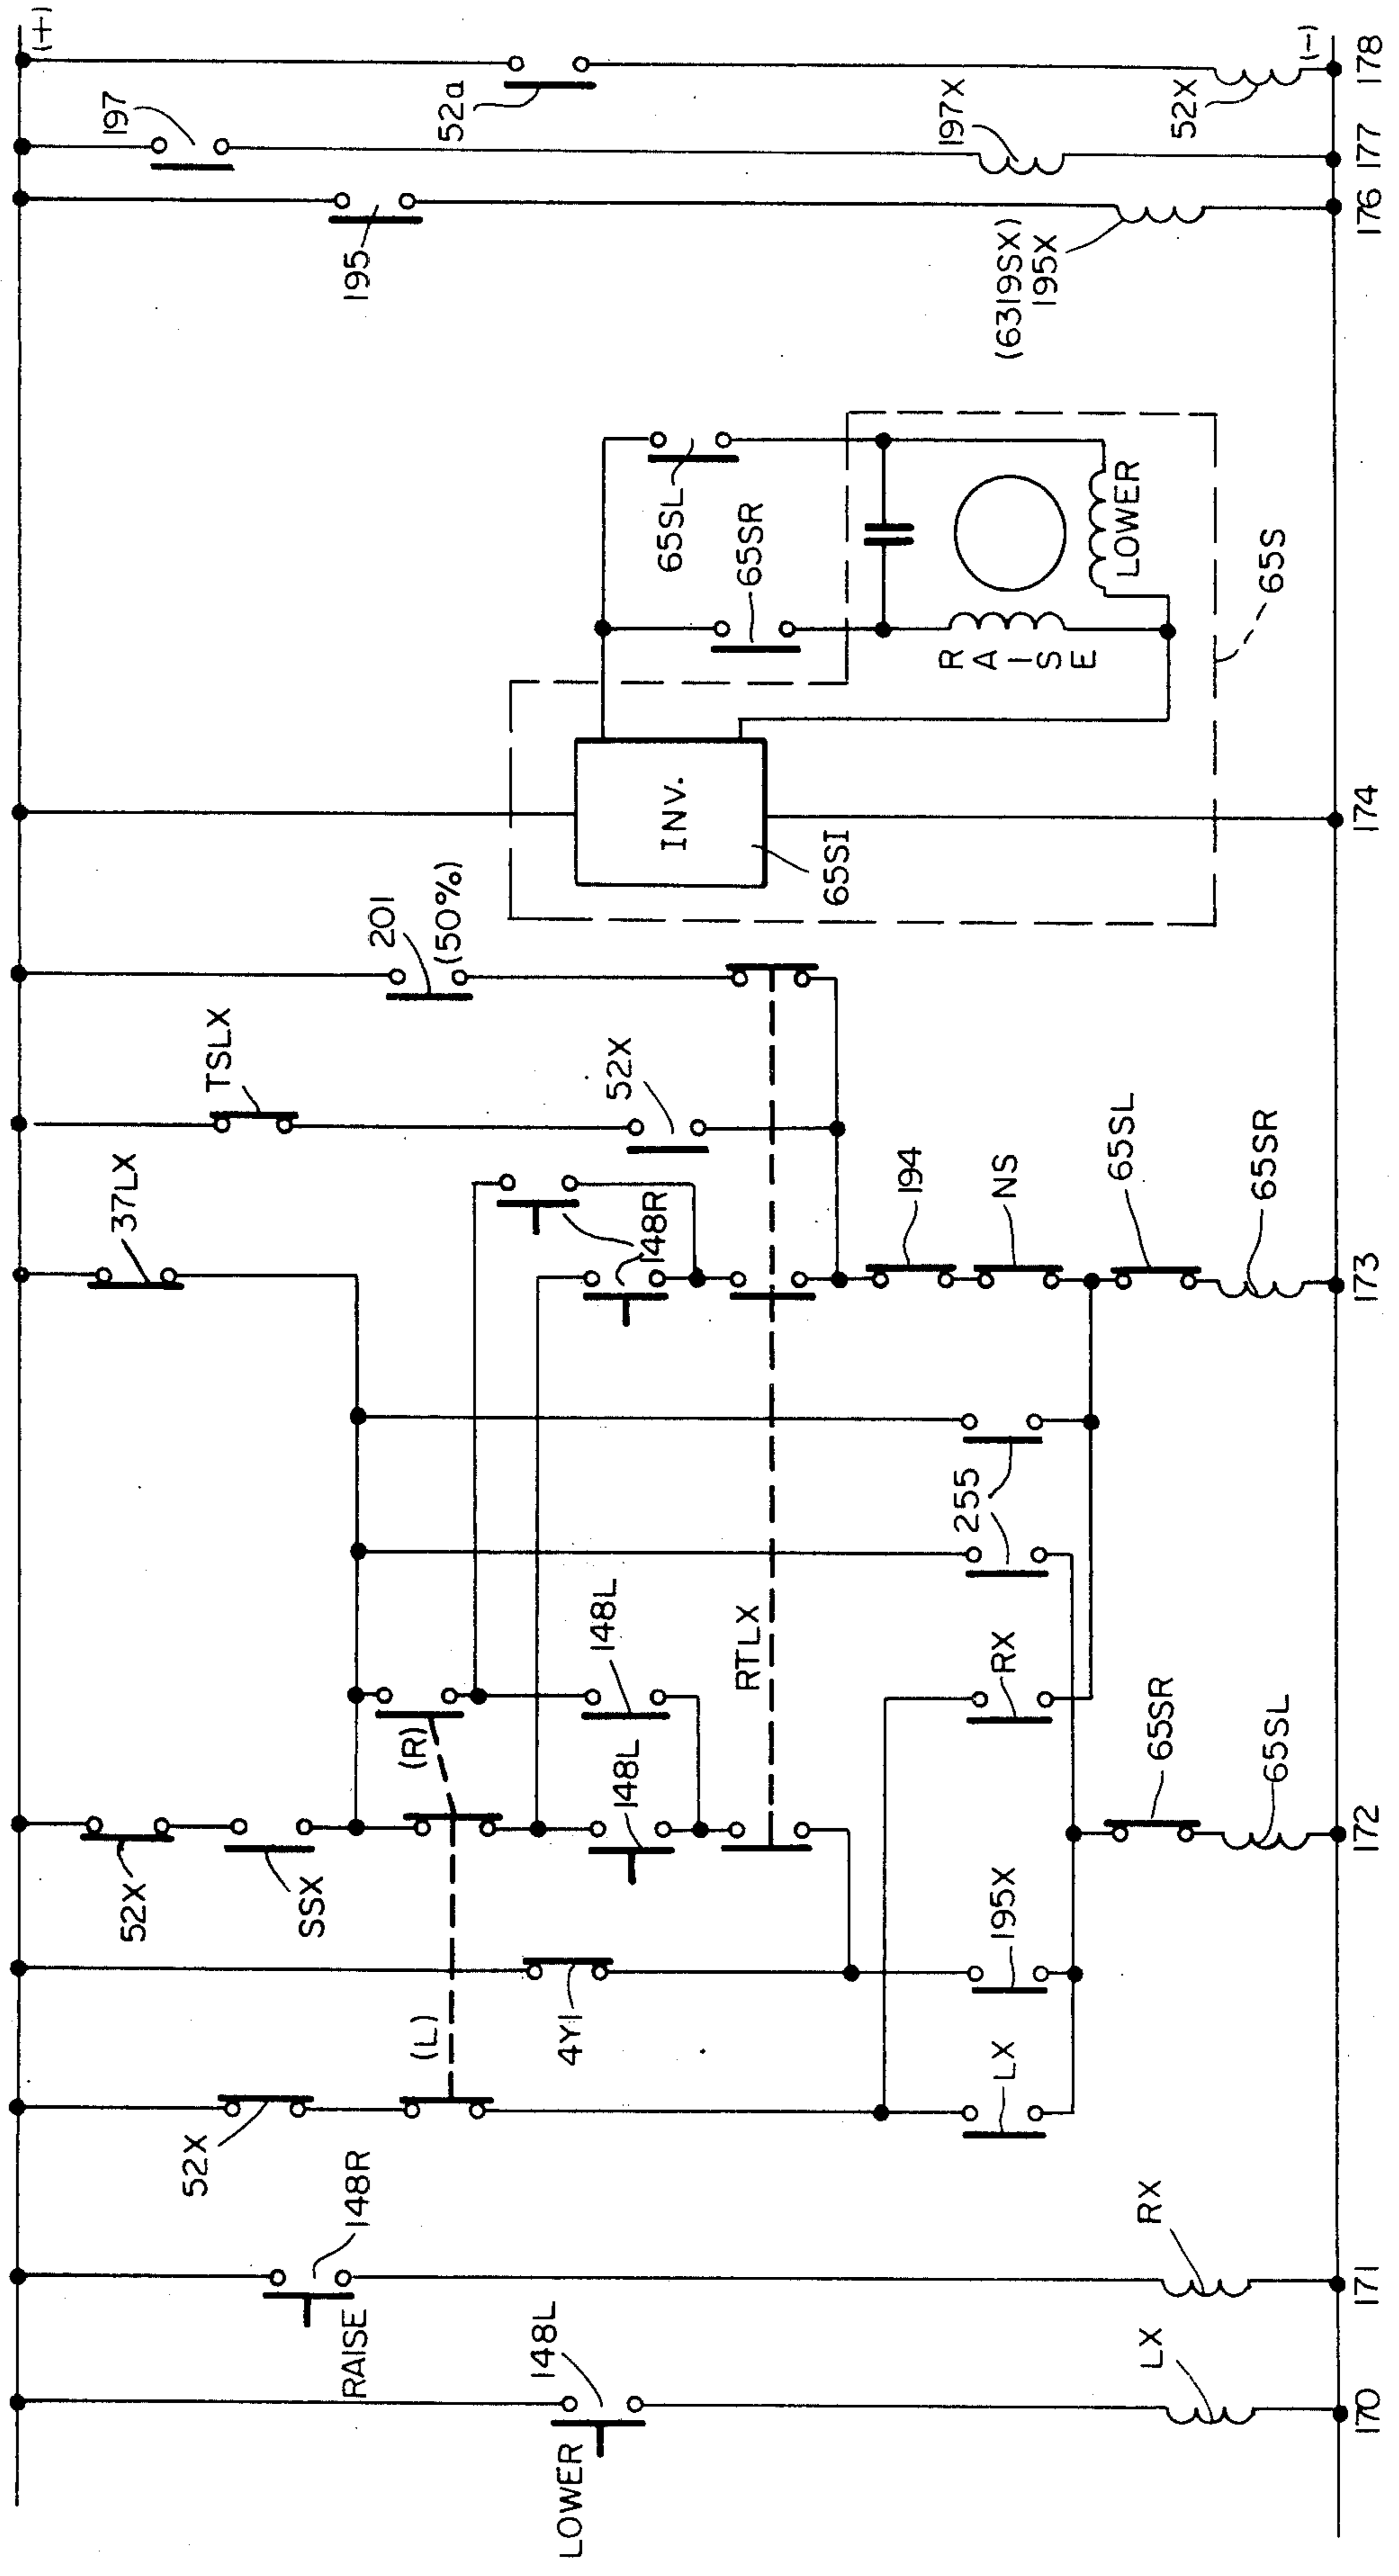 (+)
(-)
LOWER
148L
LX
170
RAISE
148R
RX
171
52X
(L)
LX
4Y1
195X
52X
SSX
148L
65SR
65SL
172
(R)
148L
RTLX
RX
255
37LX
148R
194
NS
65SL
65SR
173
TSLX
52X
201
(50%)
INV.
65SI
174
65SR
65SL
RAISE
LOWER
65S
195
(6319SX)
195X
176
197
197X
177
52a
52X
178